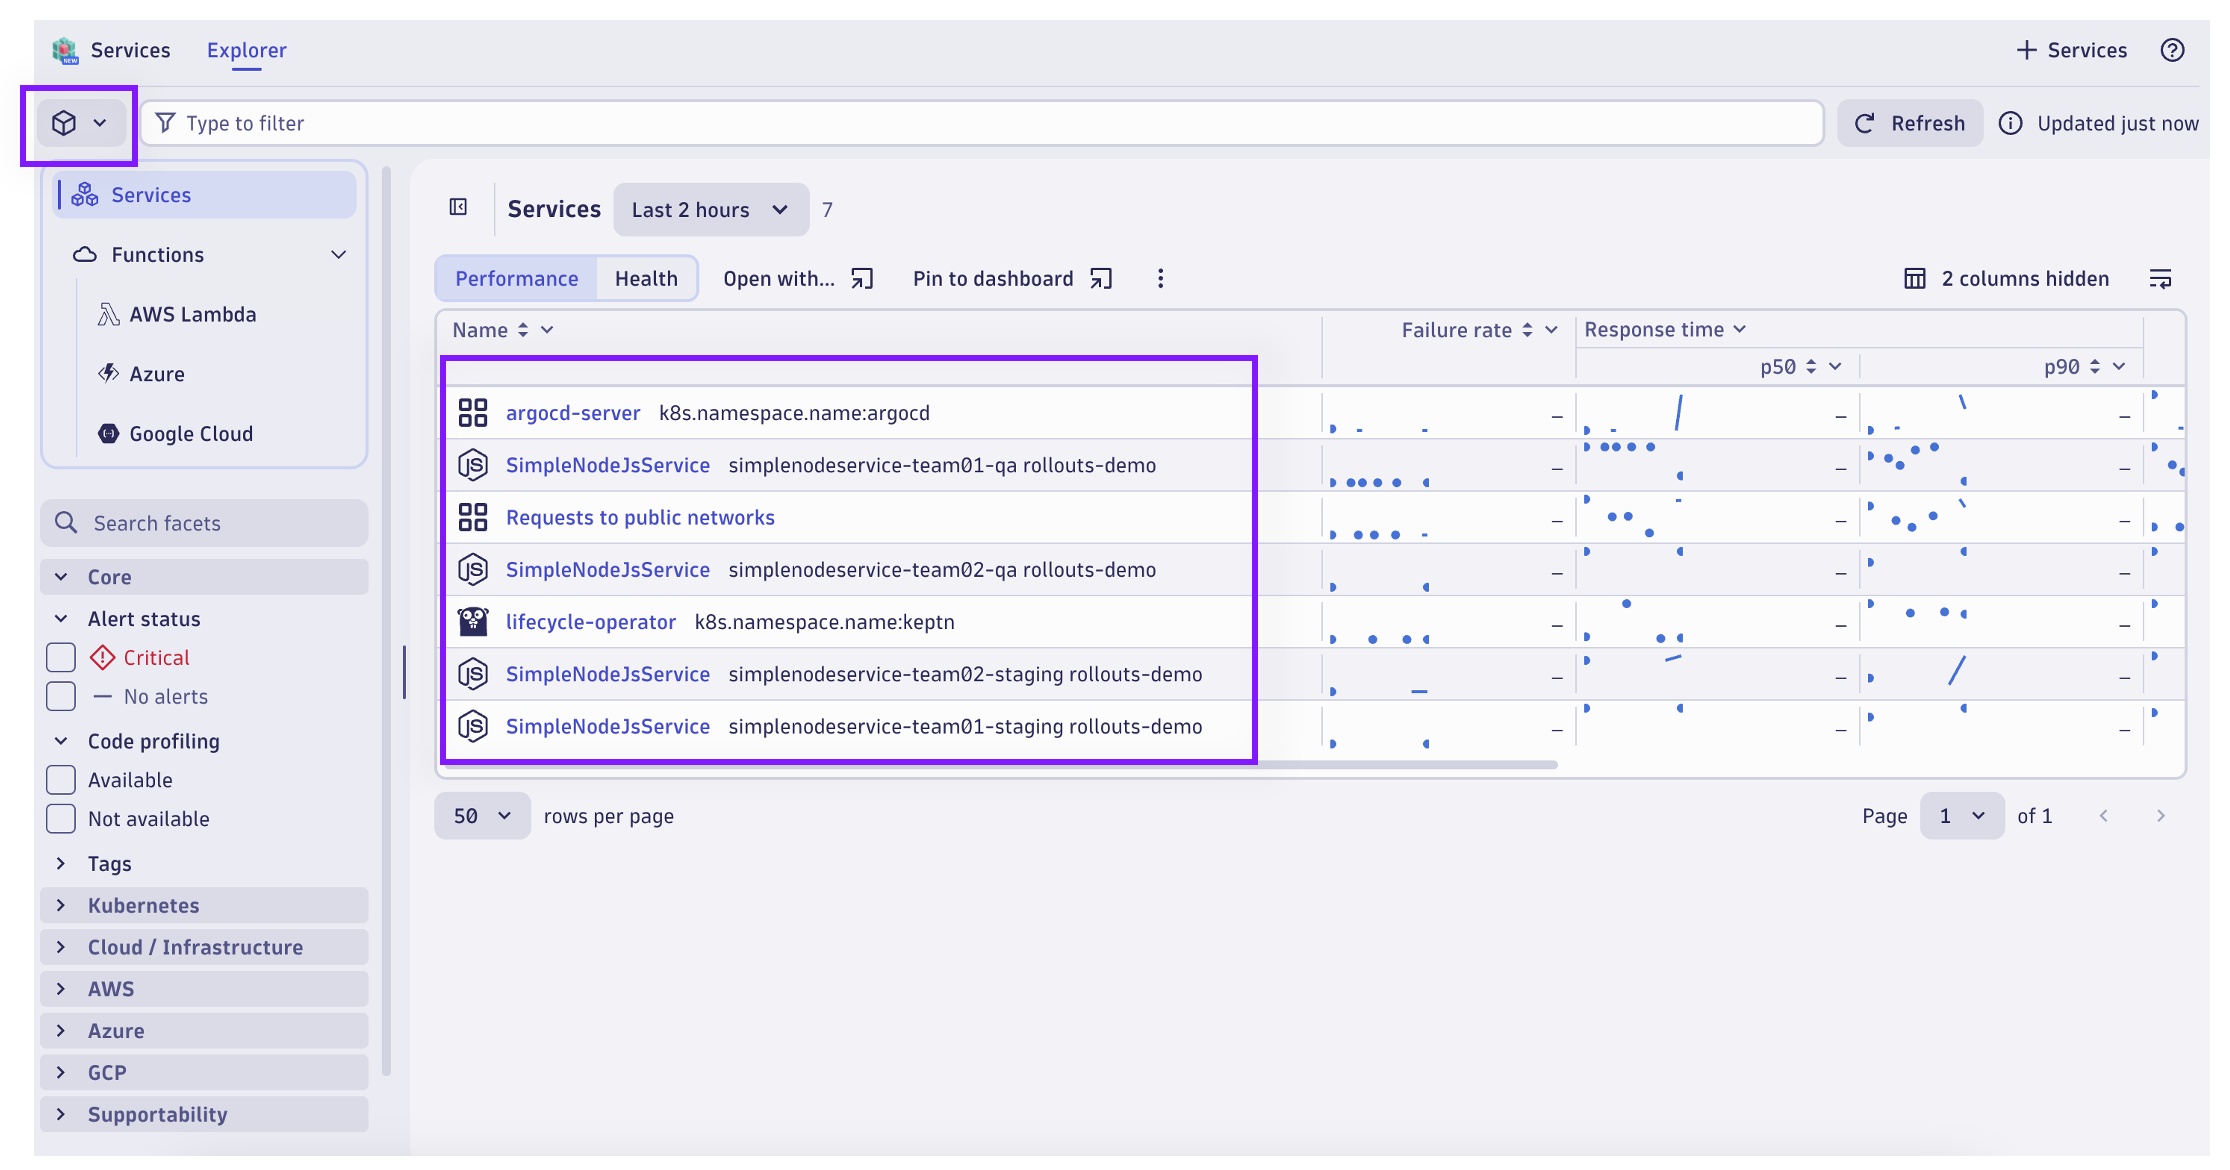 Services Explorer + Services
Type to filter Refresh Updated just now
Services
Functions
AWS Lambda
Azure
Google Cloud
Search facets
Core
Alert status
Critical
No alerts
Code profiling
Available
Not available
Tags
Kubernetes
Cloud / Infrastructure
AWS
Azure
GCP
Supportability
Services Last 2 hours 7
Performance Health Open with... Pin to dashboard 2 columns hidden
Name Failure rate Response time
p50 p90
argocd-server k8s.namespace.name:argocd – – –
SimpleNodeJsService simplenodeservice-team01-qa rollouts-demo – – –
Requests to public networks – – –
SimpleNodeJsService simplenodeservice-team02-qa rollouts-demo – – –
lifecycle-operator k8s.namespace.name:keptn – – –
SimpleNodeJsService simplenodeservice-team02-staging rollouts-demo – – –
SimpleNodeJsService simplenodeservice-team01-staging rollouts-demo – – –
50 rows per page Page 1 of 1